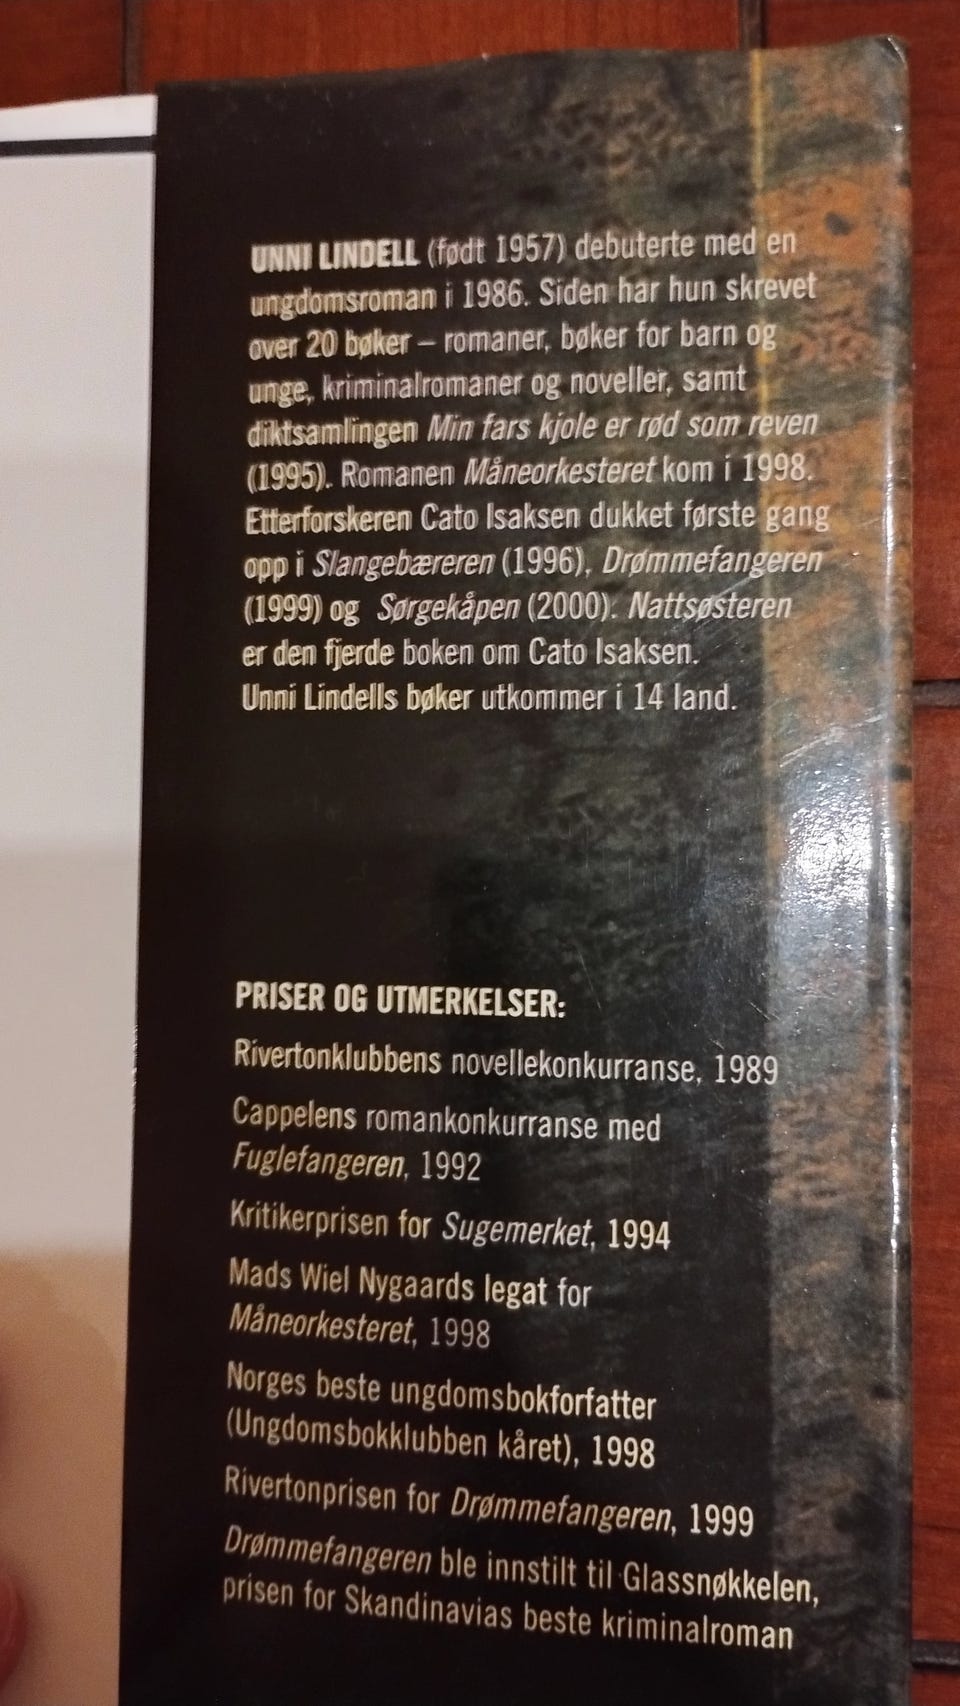 UNNI LINDELL (født 1957) debuterte med en
ungdomsroman i 1986. Siden har hun skrevet
over 20 bøker – romaner, bøker for barn og
unge, kriminalromaner og noveller, samt
diktsamlingen Min fars kjole er rød som reven
(1995). Romanen Måneorkesteret kom i 1998.
Etterforskeren Cato Isaksen dukket første gang
opp i Slangebæreren (1996), Drømmefangeren
(1999) og Sørgekåpen (2000). Nattsøsteren
er den fjerde boken om Cato Isaksen.
Unni Lindells bøker utkommer i 14 land.
PRISER OG UTMERKELSER:
Rivertonklubbens novellekonkurranse, 1989
Cappelens romankonkurranse med
Fuglefangeren, 1992
Kritikerprisen for Sugemerket, 1994
Mads Wiel Nygaards legat for
Måneorkesteret, 1998
Norges beste ungdomsbokforfatter
(Ungdomsbokklubben kåret), 1998
Rivertonprisen for Drømmefangeren, 1999
Drømmefangeren ble innstilt til Glassnøkkelen,
prisen for Skandinavias beste kriminalroman